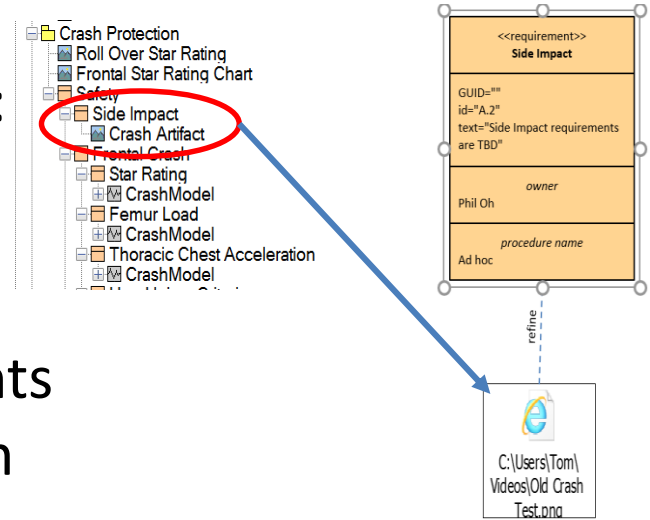 Crash Protection
Roll Over Star Rating
Frontal Star Rating Chart
Safety
Side Impact
Crash Artifact
Frontal Crash
Star Rating
CrashModel
Femur Load
CrashModel
Thoracic Chest Acceleration
CrashModel
<<requirement>>
Side Impact
GUID=""
id="A.2"
text="Side Impact requirements
are TBD"
owner
Phil Oh
procedure name
Ad hoc
refine
C:\Users\Tom\
Videos\Old Crash
Test.png